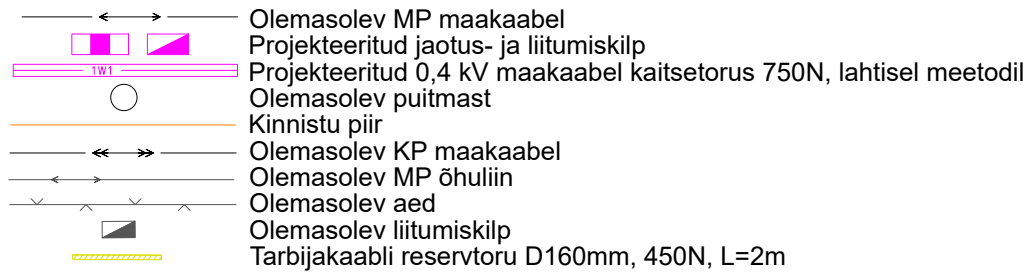 Olemasolev MP maakaabel
Projekteeritud jaotus- ja liitumiskilp
1W1 Projekteeritud 0,4 kV maakaabel kaitsetorus 750N, lahtisel meetodil
Olemasolev puitmast
Kinnistu piir
Olemasolev KP maakaabel
Olemasolev MP õhuliin
Olemasolev aed
Olemasolev liitumiskilp
Tarbijakaabli reservtoru D160mm, 450N, L=2m